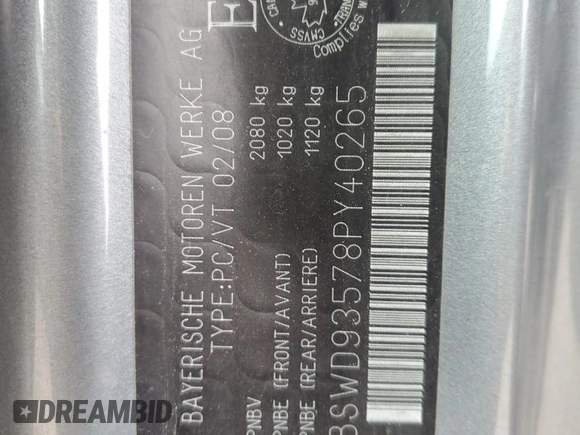 BAYERISCHE MOTOREN WERKE AG
TYPE:PC/VT 02/08
PNBV 2080 kg
PNBE (FRONT/AVANT) 1020 kg
PNBE (REAR/ARRIERE) 1120 kg
BSWD93578PY40265
CMVSS
Complies
DIDIAUCTION